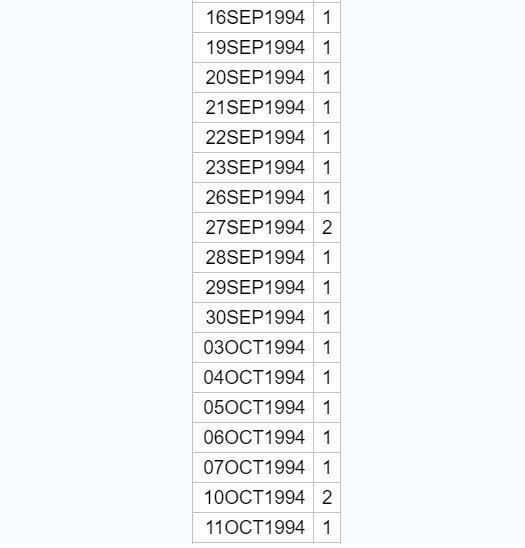 16SEP1994 1
19SEP1994 1
20SEP1994 1
21SEP1994 1
22SEP1994 1
23SEP1994 1
26SEP1994 1
27SEP1994 2
28SEP1994 1
29SEP1994 1
30SEP1994 1
03OCT1994 1
04OCT1994 1
05OCT1994 1
06OCT1994 1
07OCT1994 1
10OCT1994 2
11OCT1994 1